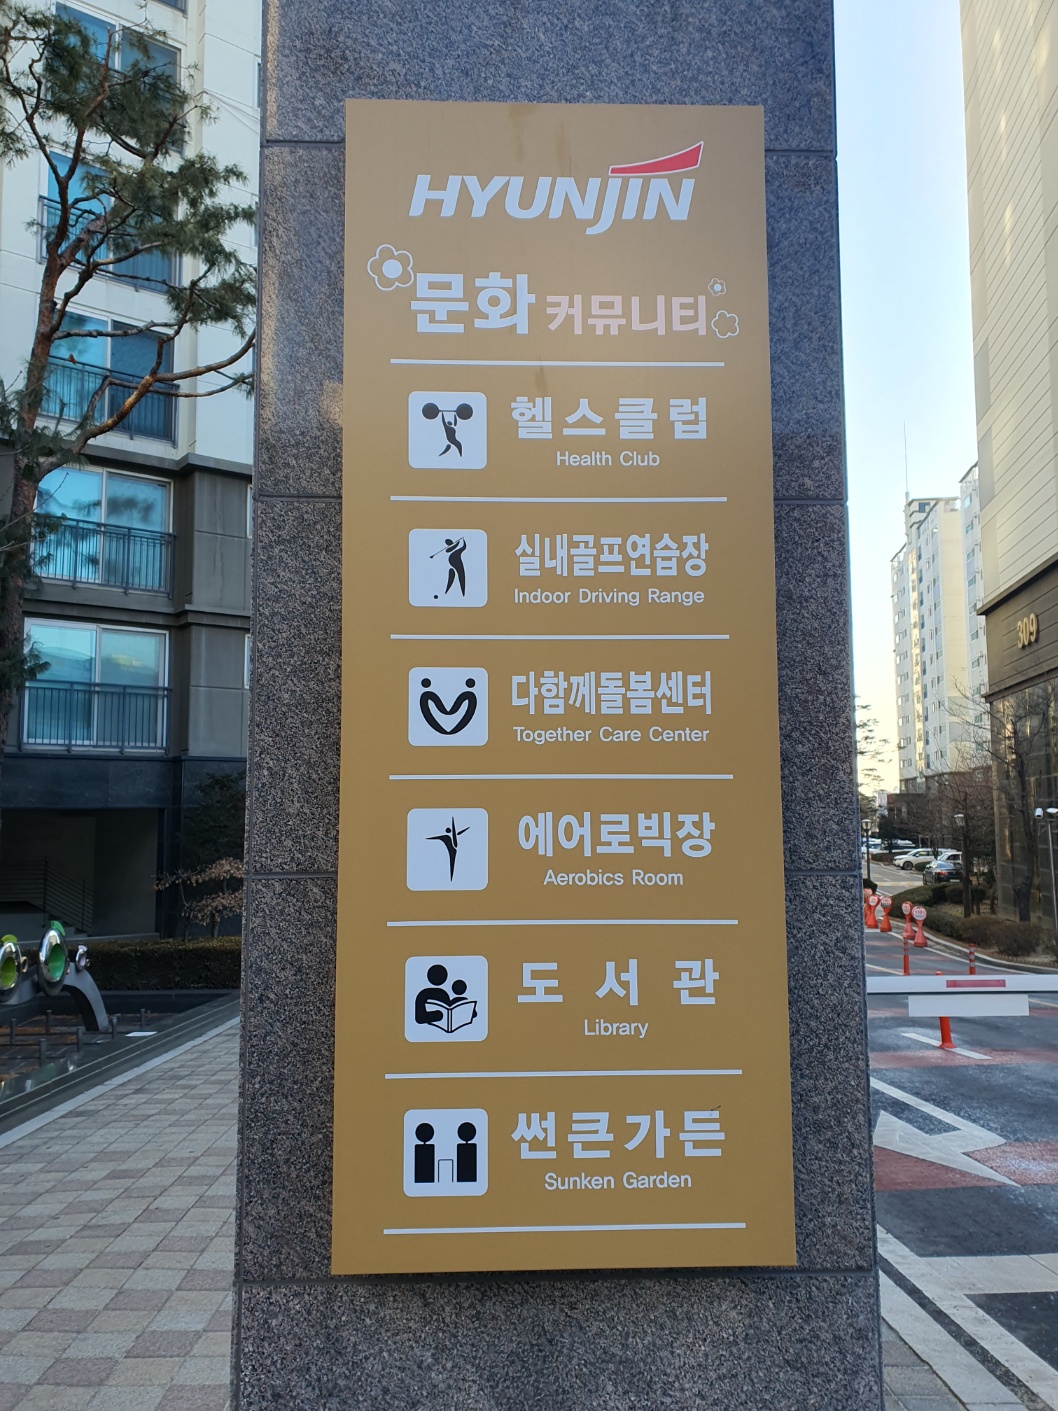 HYUNJIN
문화 커뮤니티
헬스클럽
Health Club
실내골프연습장
Indoor Driving Range
다함께돌봄센터
Together Care Center
에어로빅장
Aerobics Room
도서관
Library
썬큰가든
Sunken Garden
309